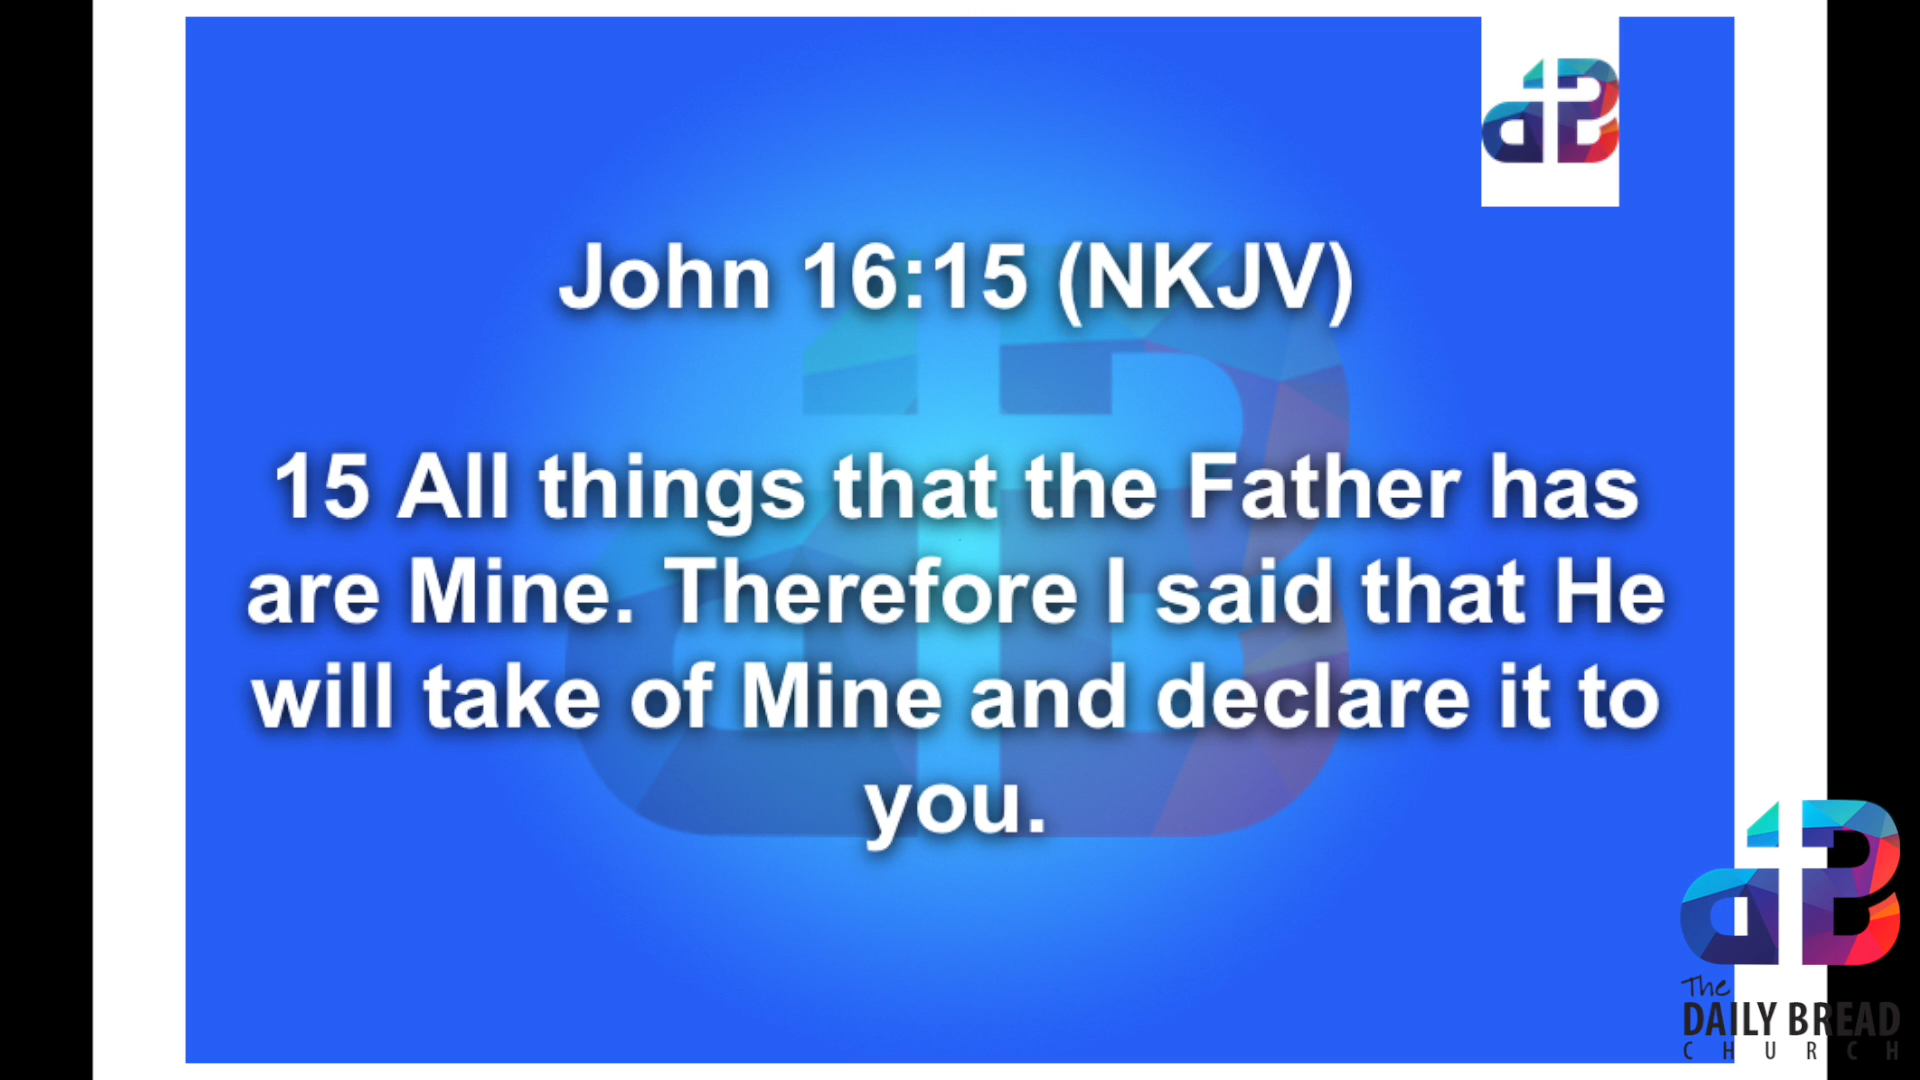 John 16:15 (NKJV)
15 All things that the Father has
are Mine. Therefore I said that He
will take of Mine and declare it to
you.
The
DAILY BREAD
CHURCH